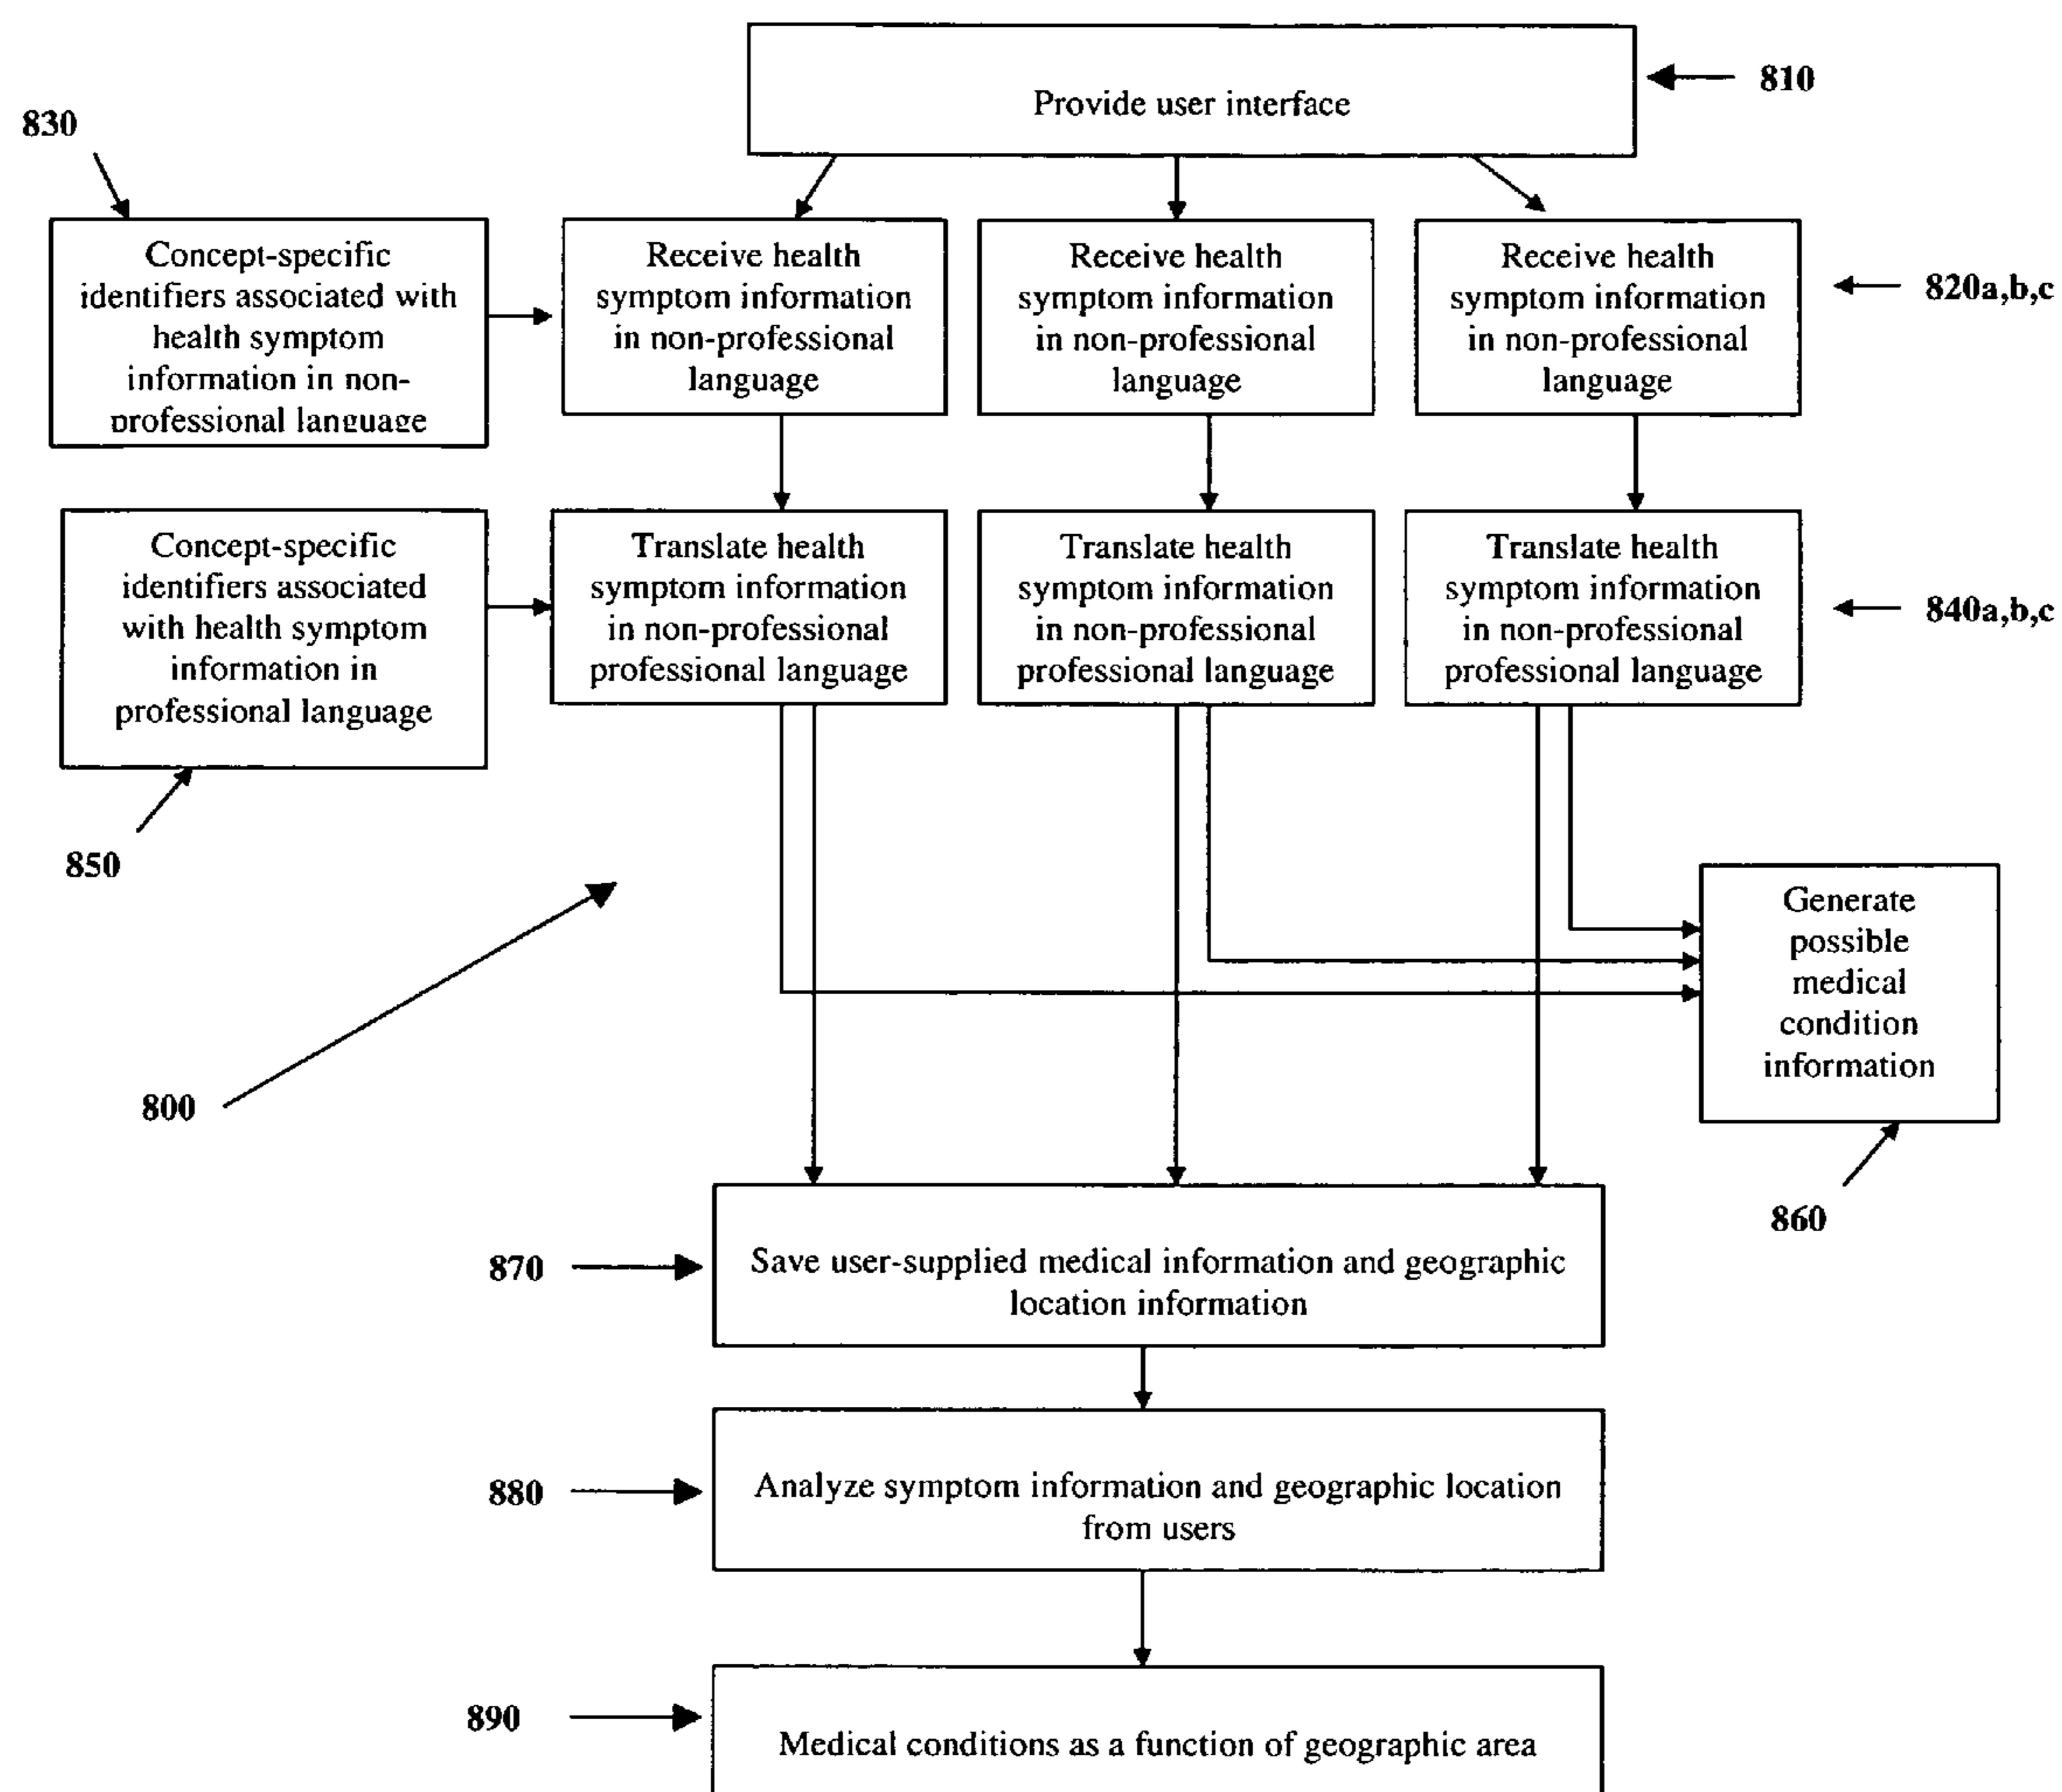 Provide user interface
810
830
Concept-specific
identifiers associated with
health symptom
information in non-
professional language
Receive health
symptom information
in non-professional
language
Receive health
symptom information
in non-professional
language
Receive health
symptom information
in non-professional
language
820a,b,c
Concept-specific
identifiers associated
with health symptom
information in
professional language
Translate health
symptom information
in non-professional
professional language
Translate health
symptom information
in non-professional
professional language
Translate health
symptom information
in non-professional
professional language
840a,b,c
850
Generate
possible
medical
condition
information
800
860
870
Save user-supplied medical information and geographic
location information
880
Analyze symptom information and geographic location
from users
890
Medical conditions as a function of geographic area